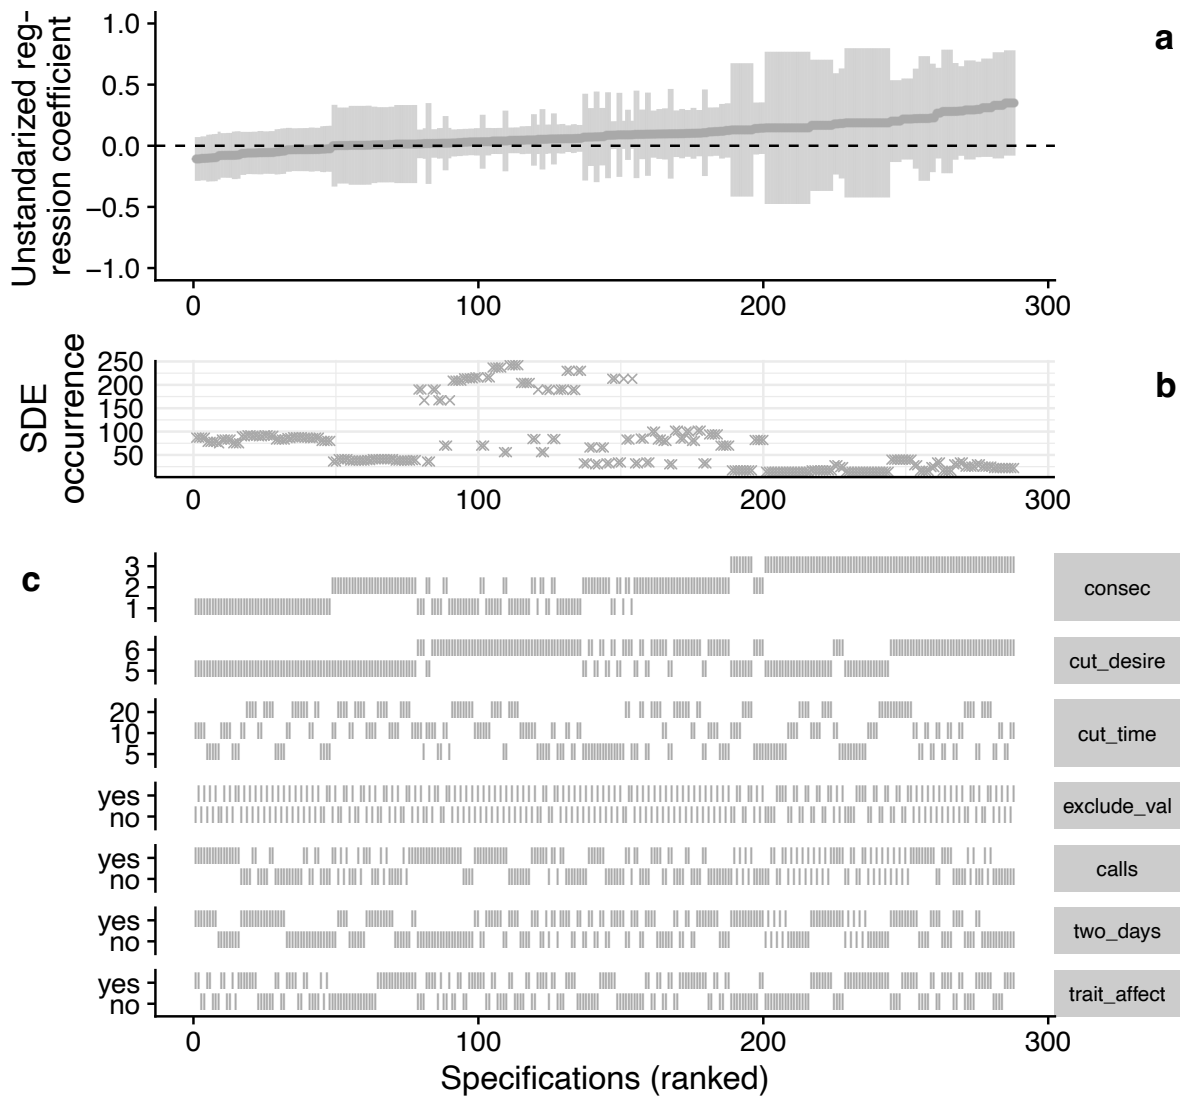 a
Unstandarized reg-
ression coefficient
1.0
0.5
0.0
−0.5
−1.0
0 100 200 300
b
SDE
occurrence
250
200
150
100
50
0 100 200 300
c
3
2
1
consec
6
5
cut_desire
20
10
5
cut_time
yes
no
exclude_val
yes
no
calls
yes
no
two_days
yes
no
trait_affect
0 100 200 300
Specifications (ranked)